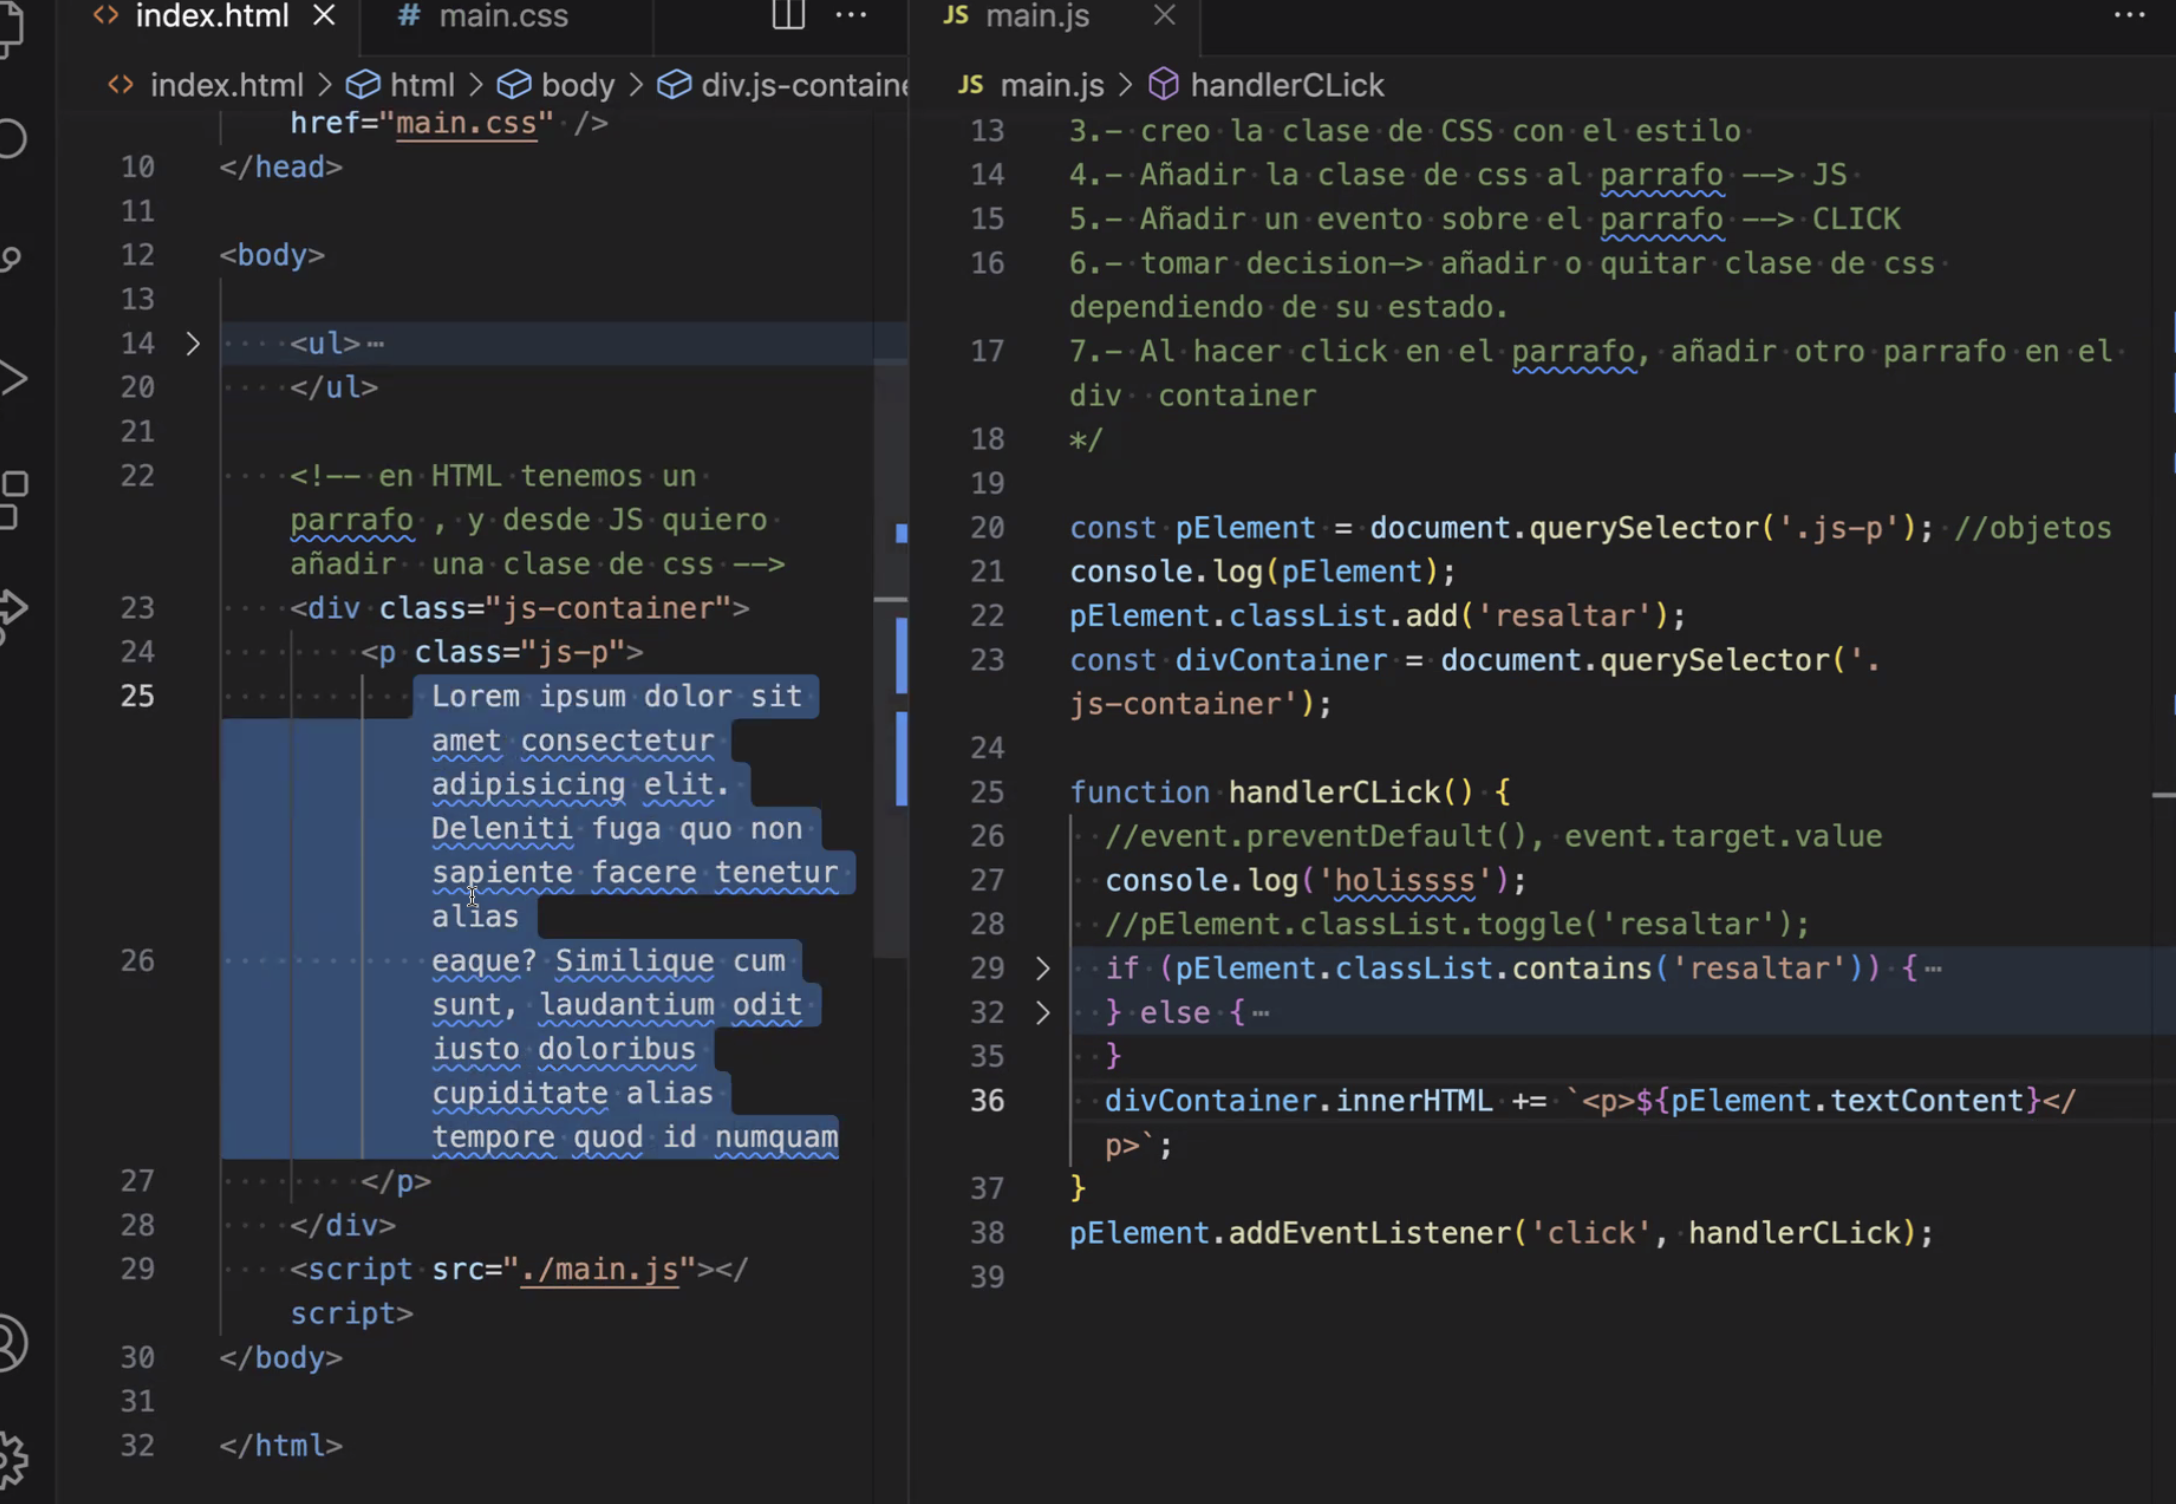 index.html
# main.css
index.html > html > body > div.js-containe
href="main.css" />
10 </head>
11
12 <body>
13
14 <ul>
20 </ul>
21
22 <!-- en HTML tenemos un
parrafo , y desde JS quiero
añadir una clase de css -->
23 <div class="js-container">
24 <p class="js-p">
25 Lorem ipsum dolor sit
amet consectetur
adipisicing elit.
Deleniti fuga quo non
sapiente facere tenetur
alias
26 eaque? Similique cum
sunt, laudantium odit
iusto doloribus
cupiditate alias
tempore quod id numquam
27 </p>
28 </div>
29 <script src="./main.js"></
script>
30 </body>
31
32 </html>
JS main.js
JS main.js > handlerCLick
13 3.- creo la clase de CSS con el estilo
14 4.- Añadir la clase de css al parrafo --> JS
15 5.- Añadir un evento sobre el parrafo --> CLICK
16 6.- tomar decision-> añadir o quitar clase de css
dependiendo de su estado.
17 7.- Al hacer click en el parrafo, añadir otro parrafo en el
div  container
18 */
19
20 const pElement = document.querySelector('.js-p'); //objetos
21 console.log(pElement);
22 pElement.classList.add('resaltar');
23 const divContainer = document.querySelector('.
js-container');
24
25 function handlerCLick() {
26 //event.preventDefault(), event.target.value
27 console.log('holissss');
28 //pElement.classList.toggle('resaltar');
29 if (pElement.classList.contains('resaltar')) {
32 } else {
35 }
36 divContainer.innerHTML += `<p>${pElement.textContent}</
p>`;
37 }
38 pElement.addEventListener('click', handlerCLick);
39